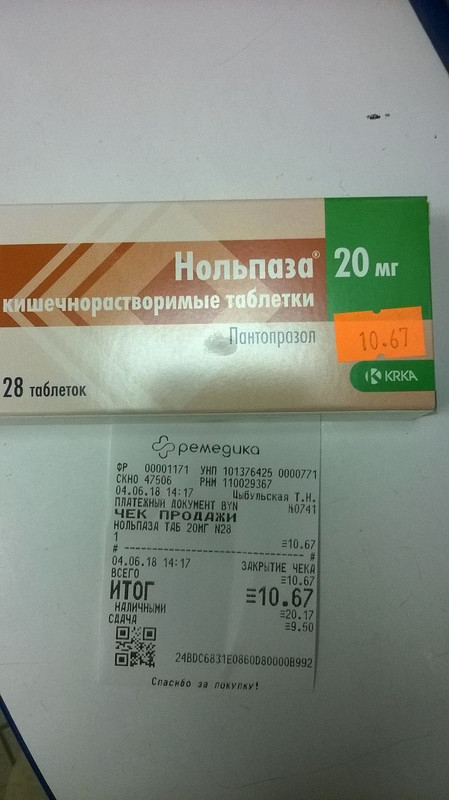 Нольпаза® 20 мг
кишечнорастворимые таблетки
Пантопразол
10.67
28 таблеток
KRKA
ремедика
ФР 00001171 УНП 101376425 0000771
СКНО 47506 РНМ 110029367
04.06.18 14:17 Цыбульская Т.Н.
ПЛАТЕЖНЫЙ ДОКУМЕНТ BYN №0741
ЧЕК ПРОДАЖИ
НОЛЬПАЗА ТАБ 20МГ N28
1 =10.67
# ------------------------------ #
04.06.18 14:17 ЗАКРЫТИЕ ЧЕКА
ВСЕГО =10.67
ИТОГ =10.67
НАЛИЧНЫМИ =20.17
СДАЧА =9.50
24BDC6831E0860D80000B992
Спасибо за покупку!